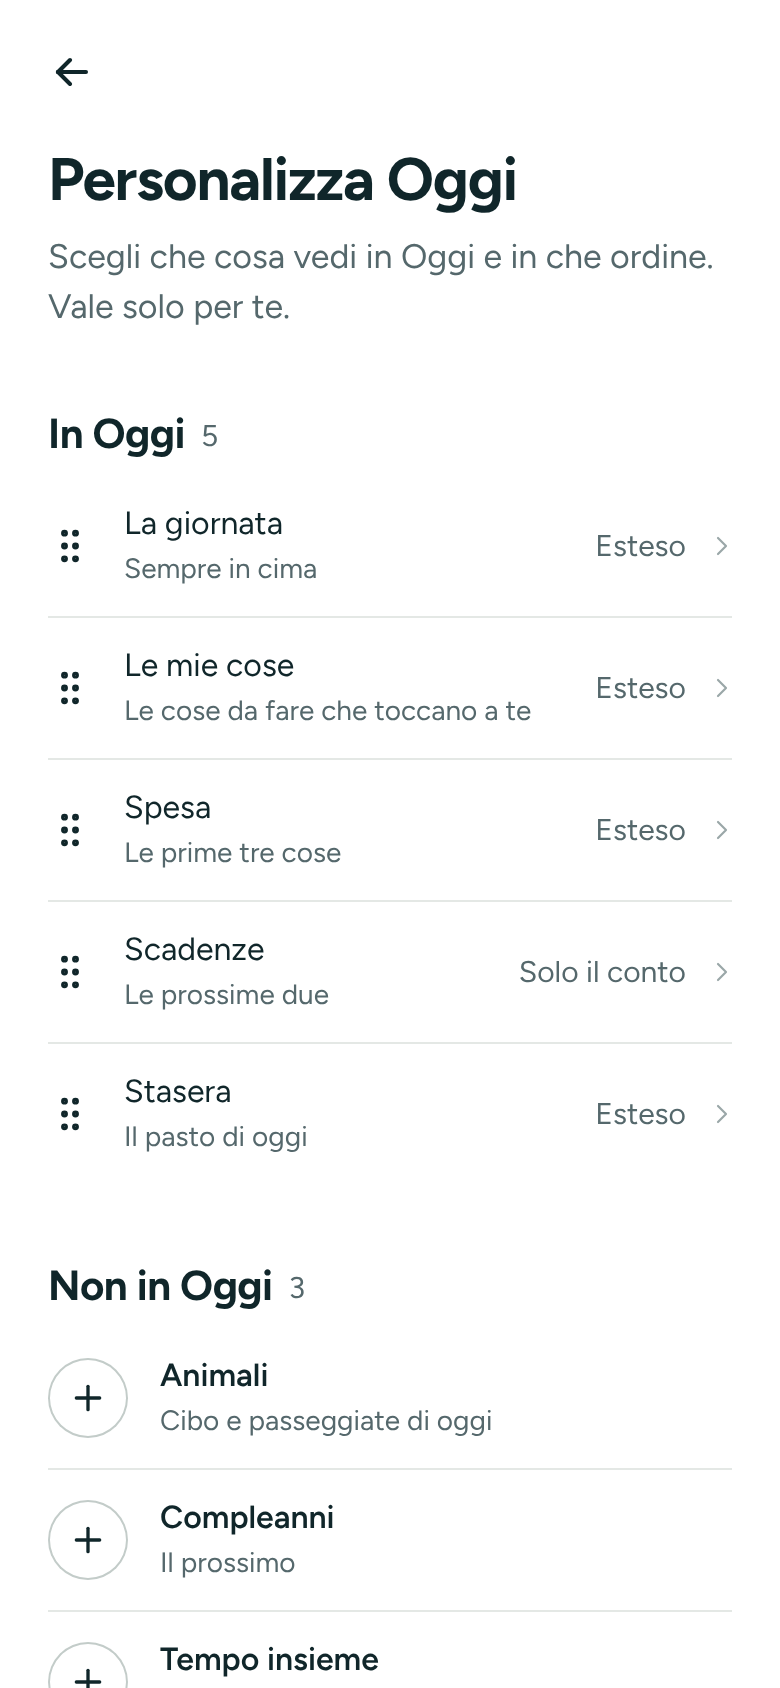 Personalizza Oggi
Scegli che cosa vedi in Oggi e in che ordine.
Vale solo per te.
In Oggi 5
La giornata
Sempre in cima
Esteso
Le mie cose
Le cose da fare che toccano a te
Esteso
Spesa
Le prime tre cose
Esteso
Scadenze
Le prossime due
Solo il conto
Stasera
Il pasto di oggi
Esteso
Non in Oggi 3
Animali
Cibo e passeggiate di oggi
Compleanni
Il prossimo
Tempo insieme